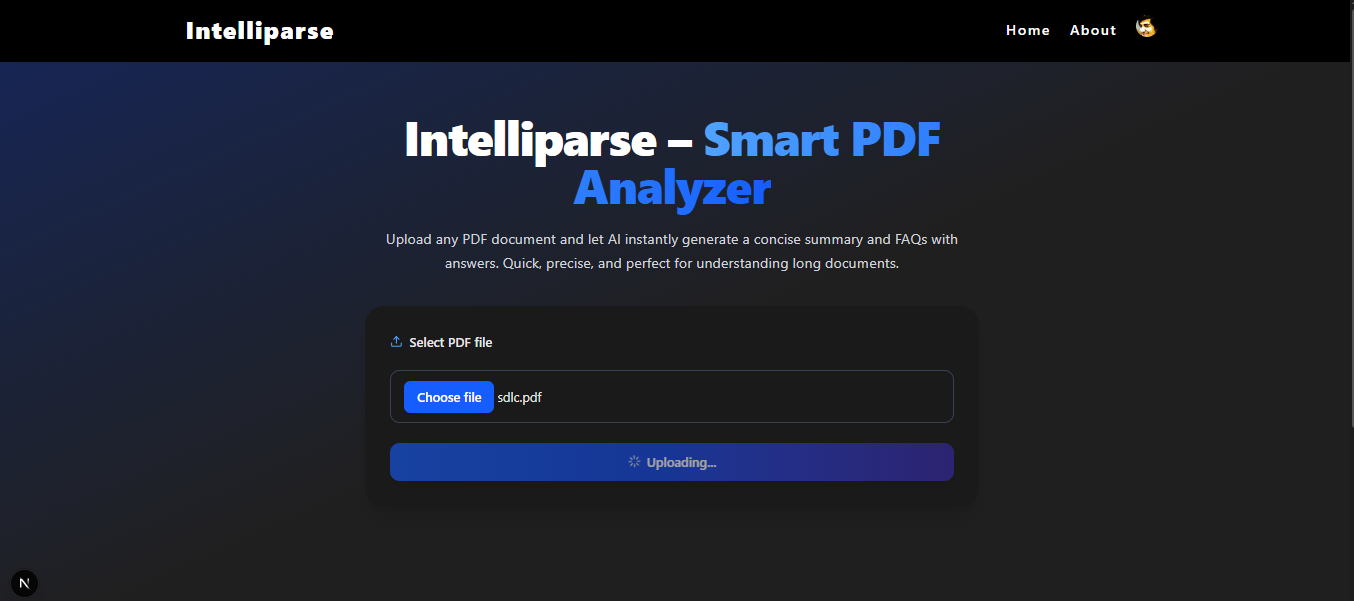 Intelliparse
Home
About
Intelliparse – Smart PDF
Analyzer
Upload any PDF document and let AI instantly generate a concise summary and FAQs with
answers. Quick, precise, and perfect for understanding long documents.
Select PDF file
Choose file sdlc.pdf
Uploading...
N